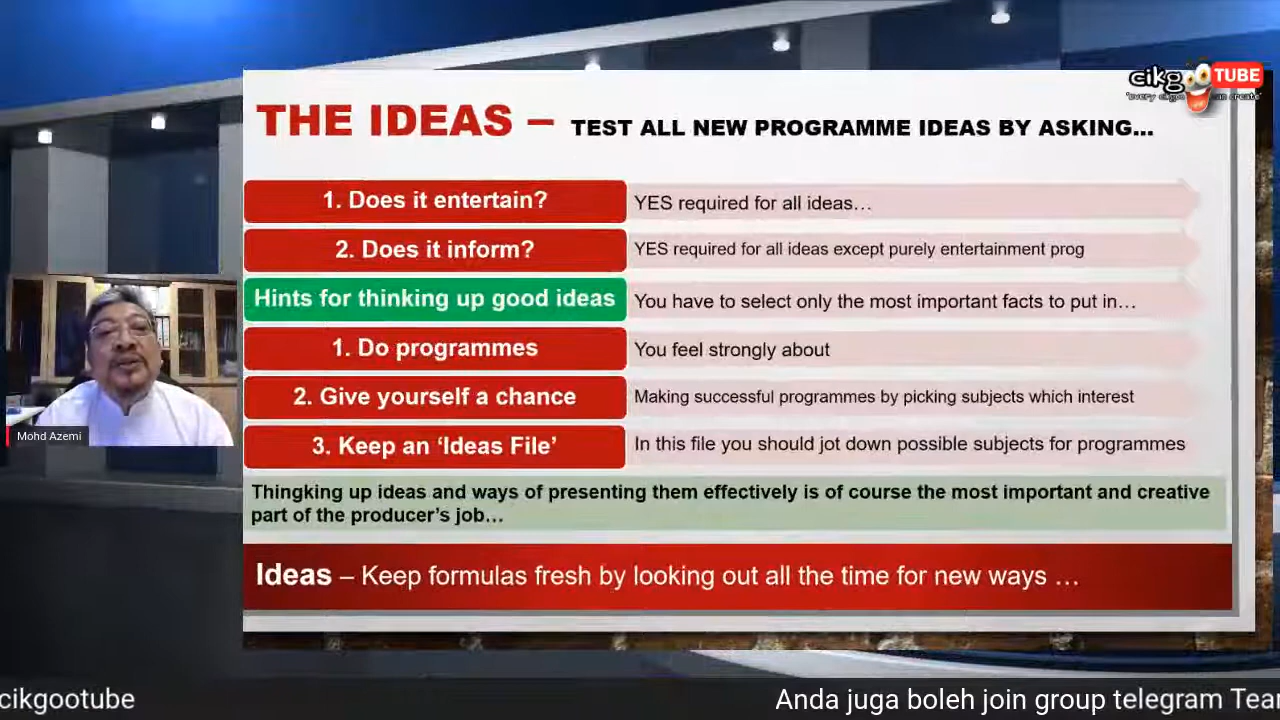 cikgoo TUBE
THE IDEAS – TEST ALL NEW PROGRAMME IDEAS BY ASKING...
1. Does it entertain?
YES required for all ideas…
2. Does it inform?
YES required for all ideas except purely entertainment prog
Hints for thinking up good ideas
You have to select only the most important facts to put in…
1. Do programmes
You feel strongly about
2. Give yourself a chance
Making successful programmes by picking subjects which interest
3. Keep an ‘Ideas File’
In this file you should jot down possible subjects for programmes
Thingking up ideas and ways of presenting them effectively is of course the most important and creative
part of the producer’s job…
Ideas – Keep formulas fresh by looking out all the time for new ways …
Mohd Azemi
cikgootube
Anda juga boleh join group telegram